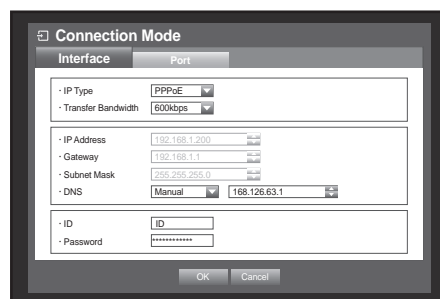 Connection Mode
Interface Port
· IP Type PPPoE
· Transfer Bandwidth 600kbps
· IP Address 192.168.1.200
· Gateway 192.168.1.1
· Subnet Mask 255.255.255.0
· DNS Manual 168.126.63.1
· ID ID
· Password ************
OK Cancel